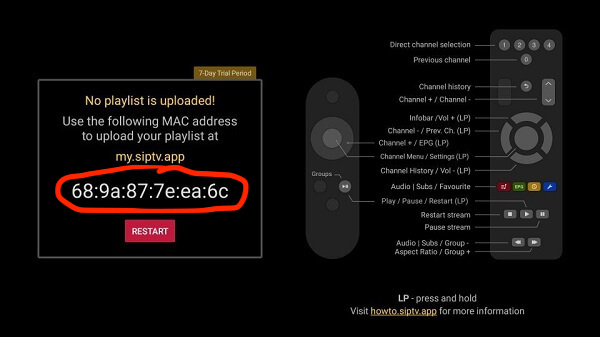 7-Day Trial Period
No playlist is uploaded!
Use the following MAC address
to upload your playlist at
my.siptv.app
68:9a:87:7e:ea:6c
RESTART
Groups
Direct channel selection
1 2 3 4
Previous channel
0
Channel history
Channel + / Channel -
Infobar /Vol + (LP)
Channel - / Prev. Ch. (LP)
Channel + / EPG (LP)
Channel Menu / Settings (LP)
Channel History / Vol - (LP)
Audio | Subs / Favourite
EPG
Play / Pause / Restart (LP)
Restart stream
Pause stream
Audio | Subs / Group -
Aspect Ratio / Group +
LP - press and hold
Visit howto.siptv.app for more information